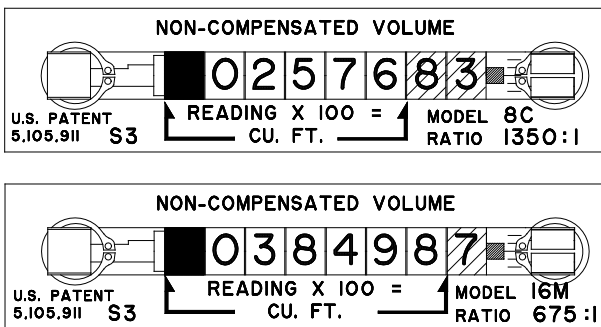 NON-COMPENSATED VOLUME
0257683
READING X 100 =
CU. FT.
U.S. PATENT
5,105,911 S3
MODEL 8C
RATIO 1350:1
NON-COMPENSATED VOLUME
0384987
READING X 100 =
CU. FT.
U.S. PATENT
5,105,911 S3
MODEL 16M
RATIO 675:1